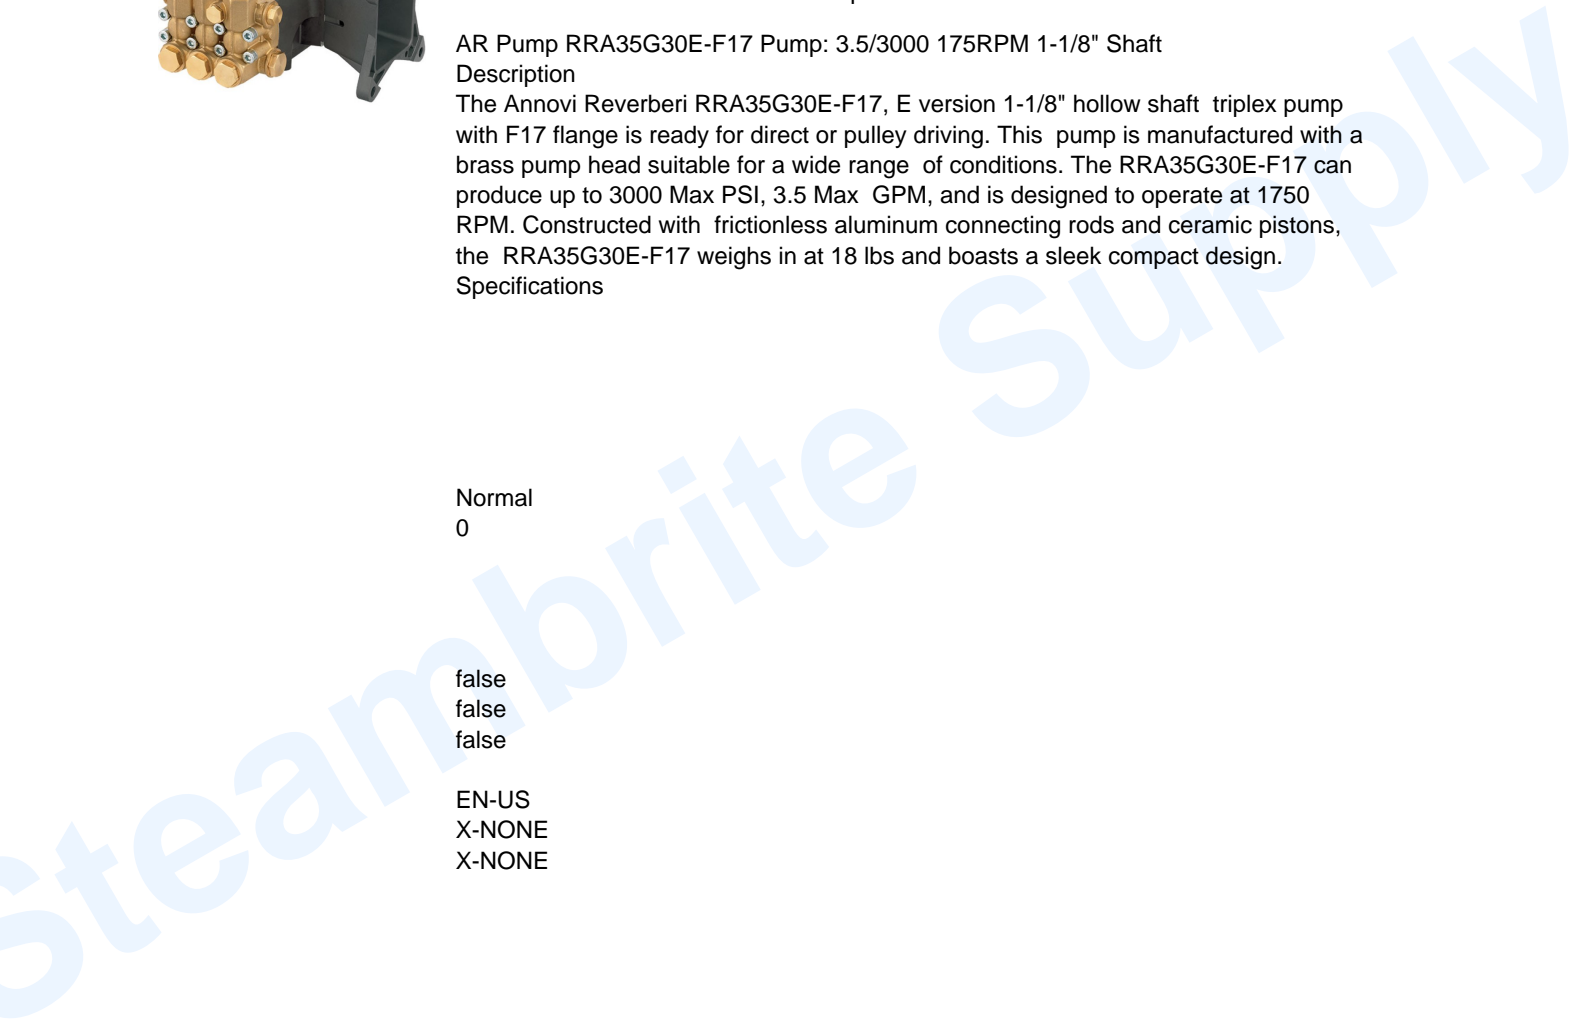 AR Pump RRA35G30E-F17 Pump: 3.5/3000 175RPM 1-1/8" Shaft
Description
The Annovi Reverberi RRA35G30E-F17, E version 1-1/8" hollow shaft  triplex pump
with F17 flange is ready for direct or pulley driving. This  pump is manufactured with a
brass pump head suitable for a wide range  of conditions. The RRA35G30E-F17 can
produce up to 3000 Max PSI, 3.5 Max  GPM, and is designed to operate at 1750
RPM. Constructed with  frictionless aluminum connecting rods and ceramic pistons,
the  RRA35G30E-F17 weighs in at 18 lbs and boasts a sleek compact design.
Specifications
Normal
0
false
false
false
EN-US
X-NONE
X-NONE
Steambrite Supply